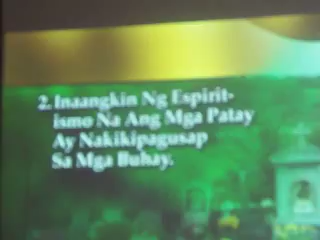 2. Inaangkin Ng Espirit-
ismo Na Ang Mga Patay
Ay Nakikipagusap
Sa Mga Buhay.